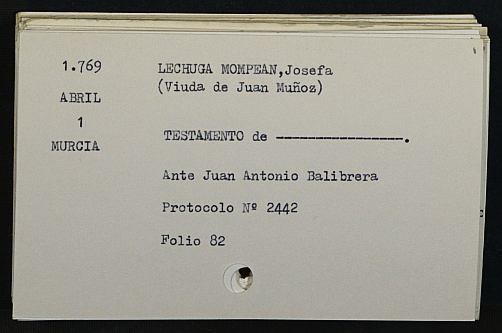 1.769
ABRIL
1
MURCIA
LECHUGA MOMPEAN,Josefa
(Viuda de Juan Muñoz)
TESTAMENTO de ----------------.
Ante Juan Antonio Balibrera
Protocolo Nº 2442
Folio 82